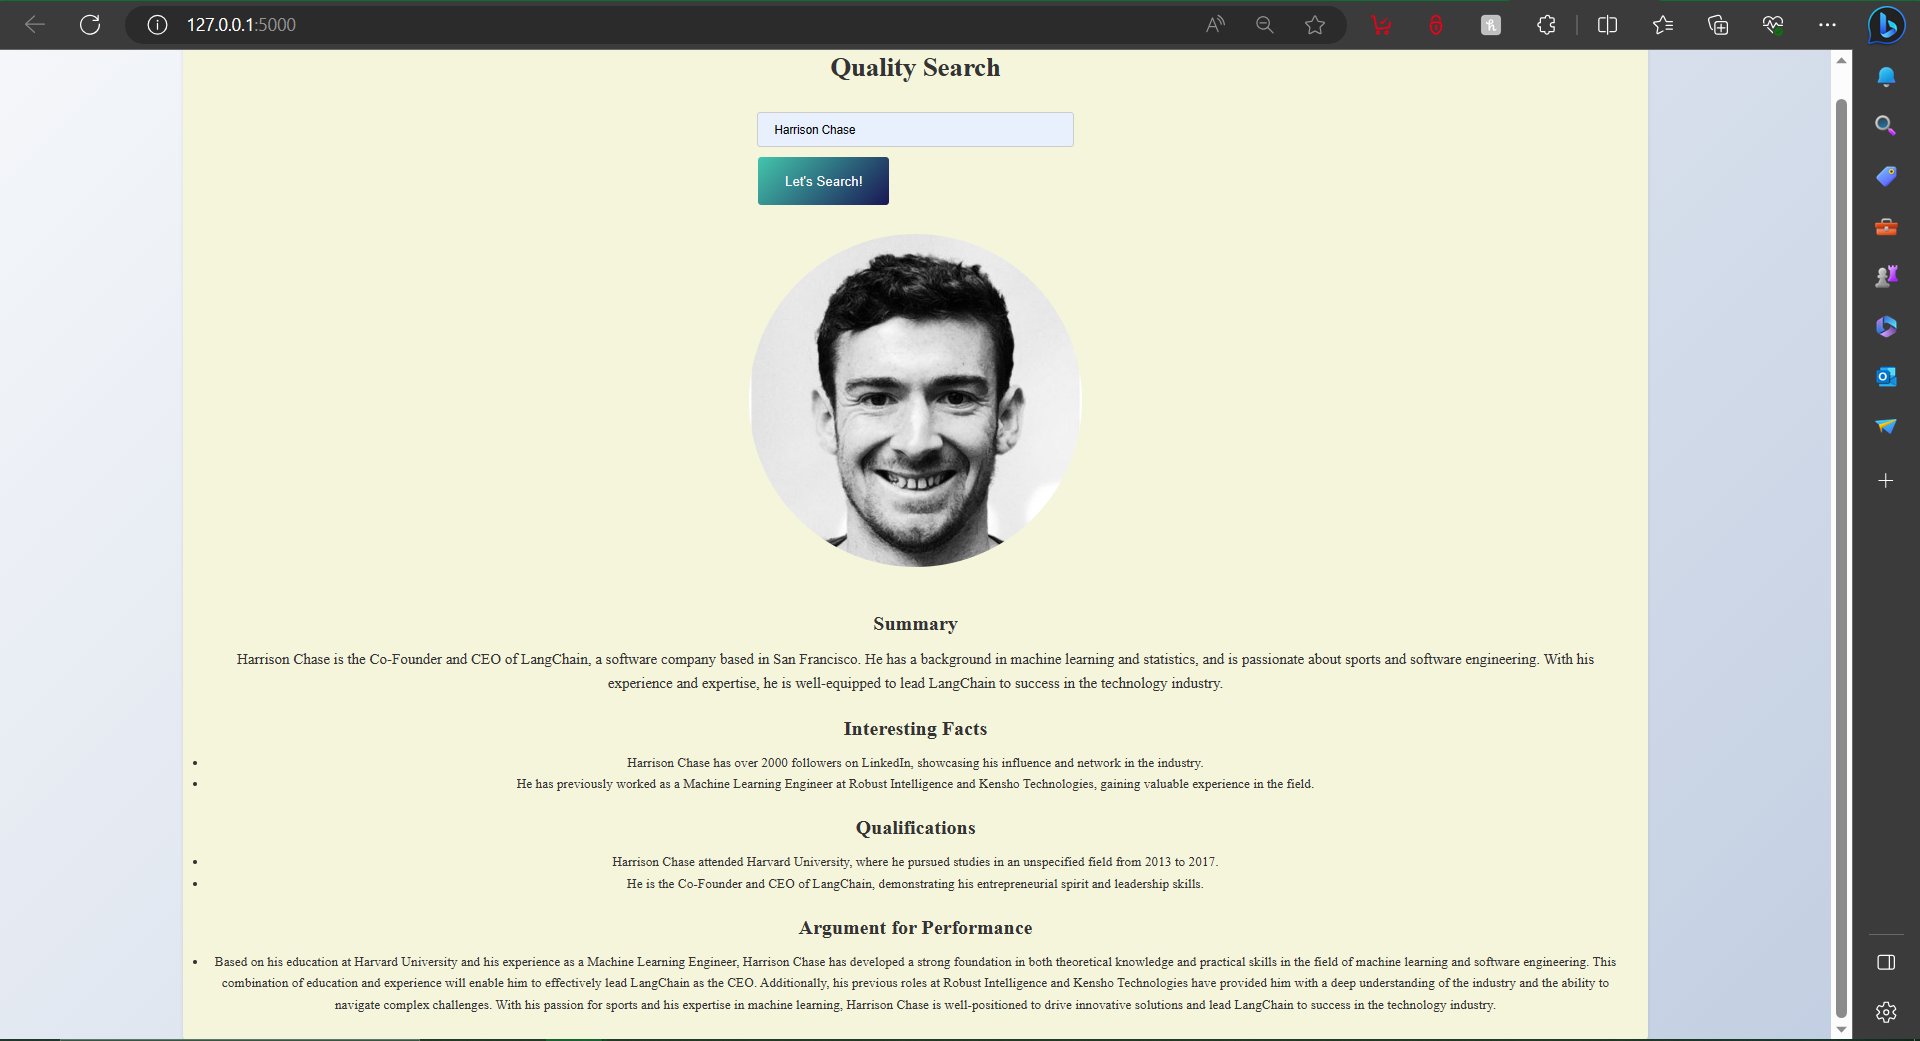 127.0.0.1:5000
Quality Search
Harrison Chase
Let's Search!
Summary
Harrison Chase is the Co-Founder and CEO of LangChain, a software company based in San Francisco. He has a background in machine learning and statistics, and is passionate about sports and software engineering. With his
experience and expertise, he is well-equipped to lead LangChain to success in the technology industry.
Interesting Facts
• Harrison Chase has over 2000 followers on LinkedIn, showcasing his influence and network in the industry.
• He has previously worked as a Machine Learning Engineer at Robust Intelligence and Kensho Technologies, gaining valuable experience in the field.
Qualifications
• Harrison Chase attended Harvard University, where he pursued studies in an unspecified field from 2013 to 2017.
• He is the Co-Founder and CEO of LangChain, demonstrating his entrepreneurial spirit and leadership skills.
Argument for Performance
• Based on his education at Harvard University and his experience as a Machine Learning Engineer, Harrison Chase has developed a strong foundation in both theoretical knowledge and practical skills in the field of machine learning and software engineering. This
combination of education and experience will enable him to effectively lead LangChain as the CEO. Additionally, his previous roles at Robust Intelligence and Kensho Technologies have provided him with a deep understanding of the industry and the ability to
navigate complex challenges. With his passion for sports and his expertise in machine learning, Harrison Chase is well-positioned to drive innovative solutions and lead LangChain to success in the technology industry.